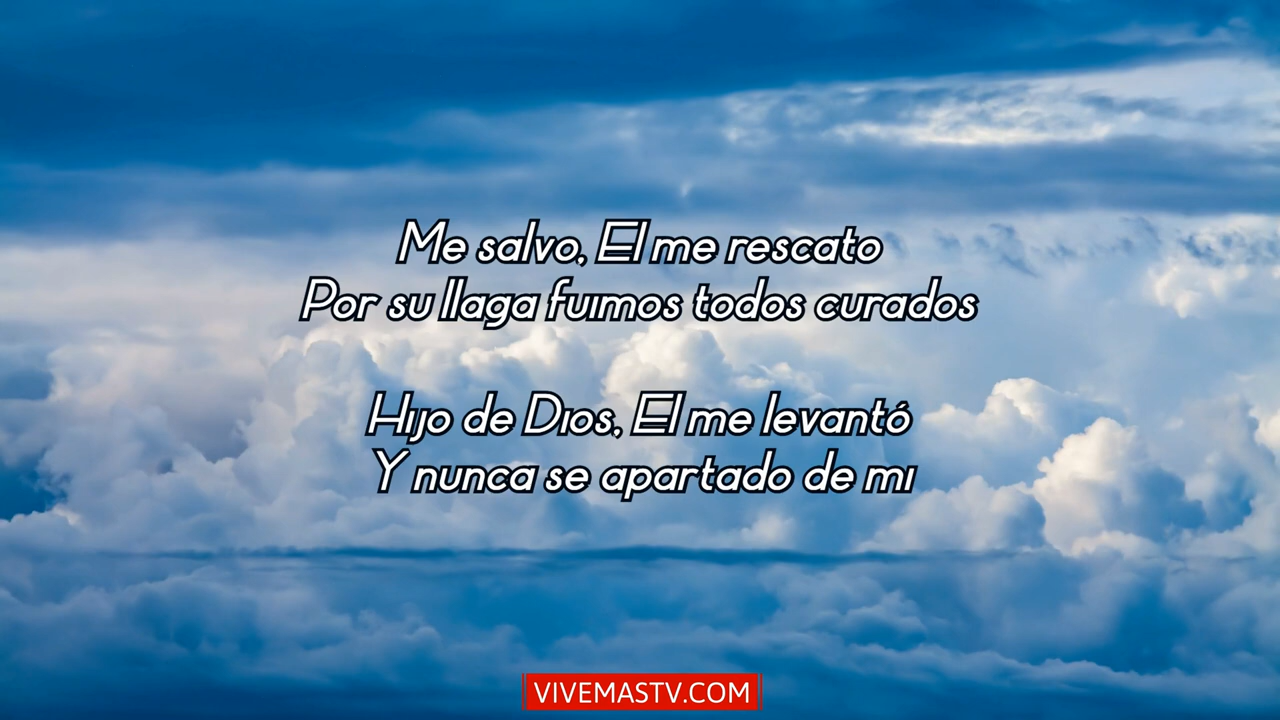 Me salvo, El me rescato
Por su llaga fuimos todos curados
Hijo de Dios, El me levantó
Y nunca se apartado de mi
VIVEMASTV.COM